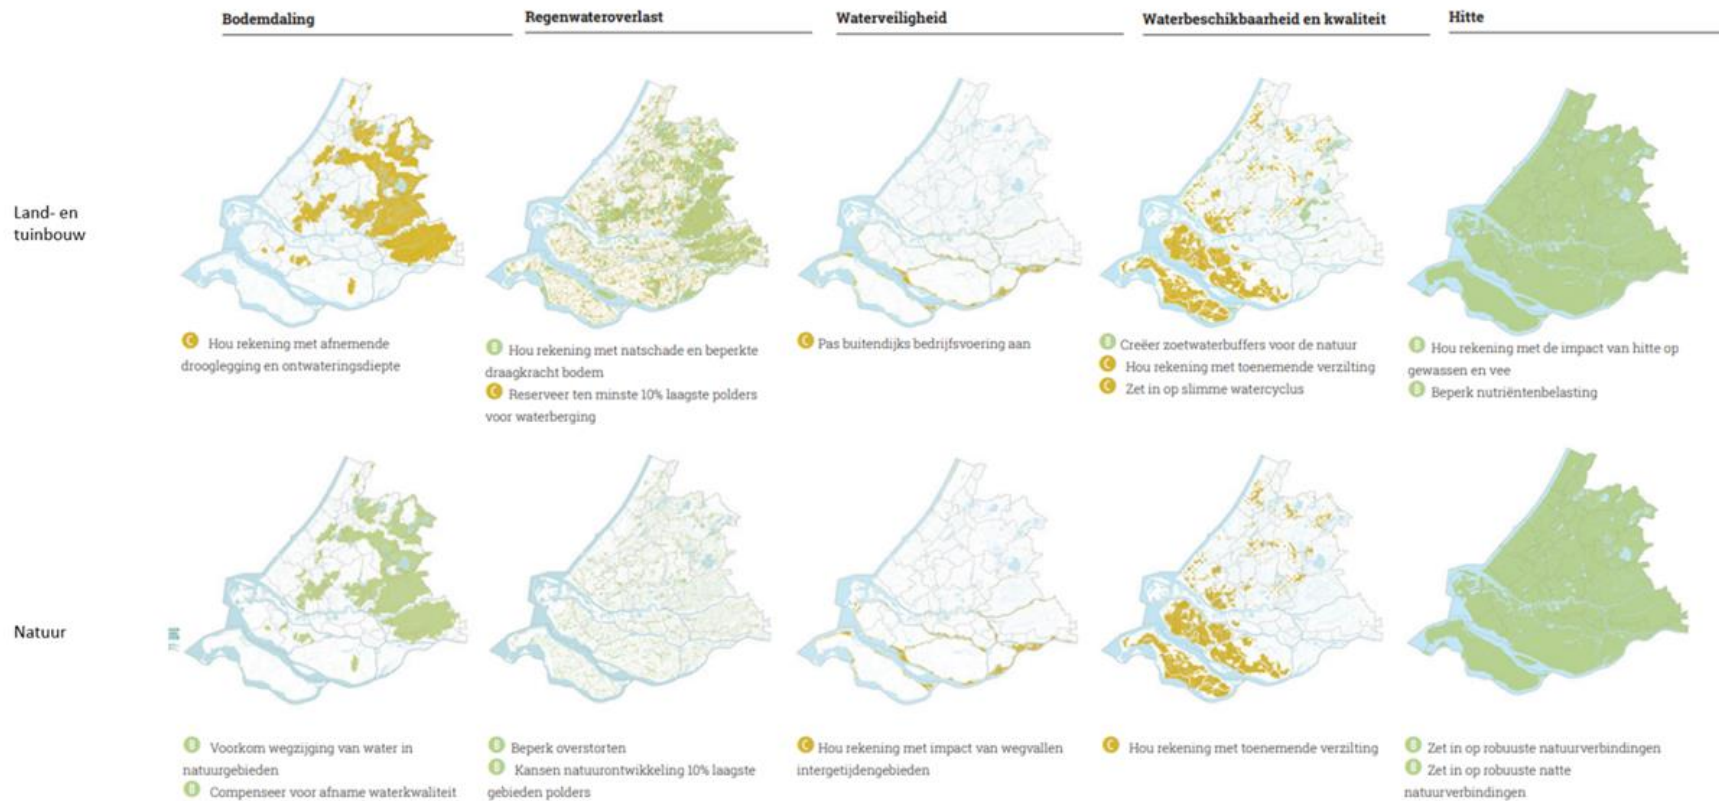 Bodemdaling
Regenwateroverlast
Waterveiligheid
Waterbeschikbaarheid en kwaliteit
Hitte
Land- en
tuinbouw
C Hou rekening met afnemende
drooglegging en ontwateringsdiepte
B Hou rekening met natschade en beperkte
draagkracht bodem
C Reserveer ten minste 10% laagste polders
voor waterberging
C Pas buitendijks bedrijfsvoering aan
B Creëer zoetwaterbuffers voor de natuur
C Hou rekening met toenemende verzilting
C Zet in op slimme watercyclus
B Hou rekening met de impact van hitte op
gewassen en vee
B Beperk nutriëntenbelasting
Natuur
B Voorkom wegzijging van water in
natuurgebieden
B Compenseer voor afname waterkwaliteit
B Beperk overstorten
B Kansen natuurontwikkeling 10% laagste
gebieden polders
C Hou rekening met impact van wegvallen
intergetijdengebieden
C Hou rekening met toenemende verzilting
B Zet in op robuuste natuurverbindingen
B Zet in op robuuste natte
natuurverbindingen